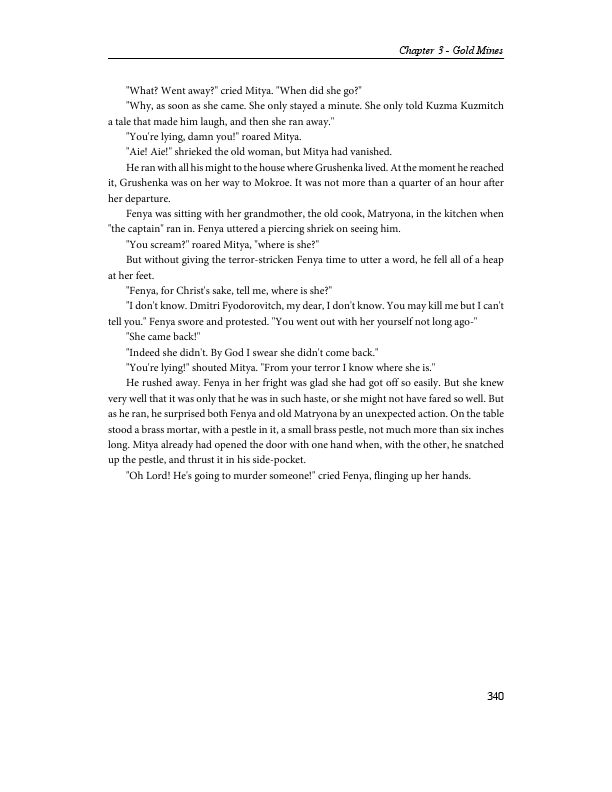 Chapter 3 - Gold Mines
"What? Went away?" cried Mitya. "When did she go?"
"Why, as soon as she came. She only stayed a minute. She only told Kuzma Kuzmitch
a tale that made him laugh, and then she ran away."
"You're lying, damn you!" roared Mitya.
"Aie! Aie!" shrieked the old woman, but Mitya had vanished.
He ran with all his might to the house where Grushenka lived. At the moment he reached
it, Grushenka was on her way to Mokroe. It was not more than a quarter of an hour after
her departure.
Fenya was sitting with her grandmother, the old cook, Matryona, in the kitchen when
"the captain" ran in. Fenya uttered a piercing shriek on seeing him.
"You scream?" roared Mitya, "where is she?"
But without giving the terror-stricken Fenya time to utter a word, he fell all of a heap
at her feet.
"Fenya, for Christ's sake, tell me, where is she?"
"I don't know. Dmitri Fyodorovitch, my dear, I don't know. You may kill me but I can't
tell you." Fenya swore and protested. "You went out with her yourself not long ago-"
"She came back!"
"Indeed she didn't. By God I swear she didn't come back."
"You're lying!" shouted Mitya. "From your terror I know where she is."
He rushed away. Fenya in her fright was glad she had got off so easily. But she knew
very well that it was only that he was in such haste, or she might not have fared so well. But
as he ran, he surprised both Fenya and old Matryona by an unexpected action. On the table
stood a brass mortar, with a pestle in it, a small brass pestle, not much more than six inches
long. Mitya already had opened the door with one hand when, with the other, he snatched
up the pestle, and thrust it in his side-pocket.
"Oh Lord! He's going to murder someone!" cried Fenya, flinging up her hands.
340